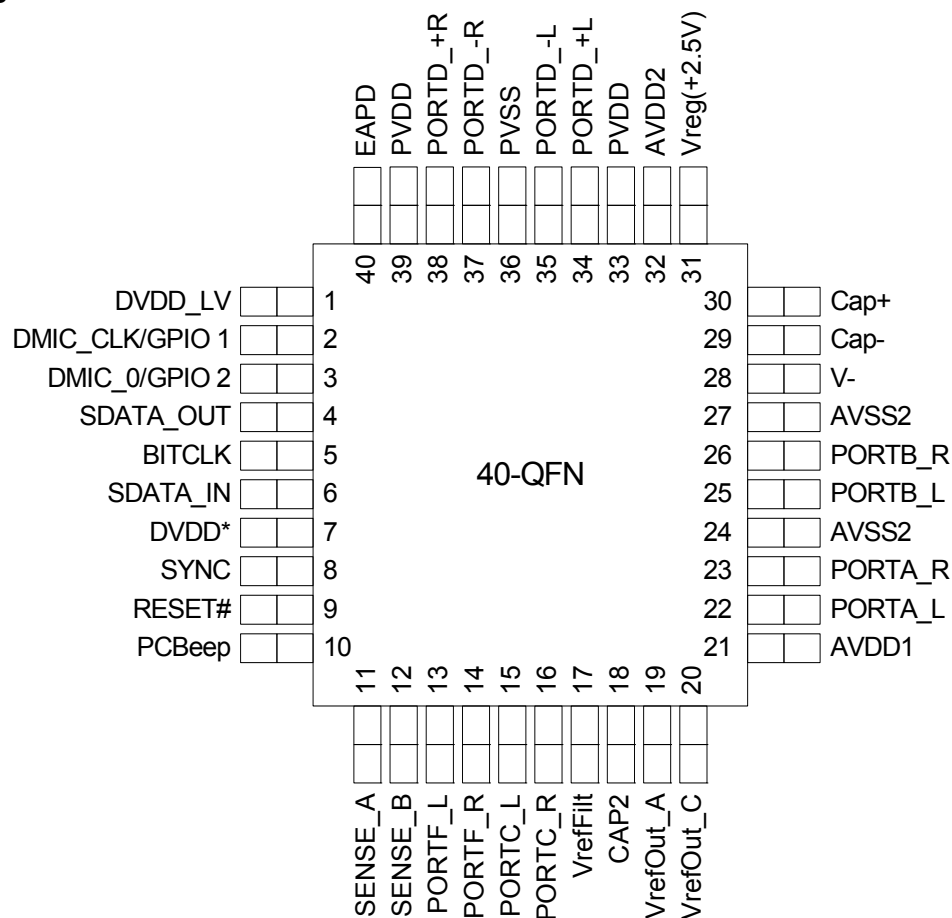 EAPD
PVDD
PORTD_+R
PORTD_-R
PVSS
PORTD_-L
PORTD_+L
PVDD
AVDD2
Vreg(+2.5V)
40
39
38
37
36
35
34
33
32
31
DVDD_LV 1
DMIC_CLK/GPIO 1 2
DMIC_0/GPIO 2 3
SDATA_OUT 4
BITCLK 5
SDATA_IN 6
DVDD* 7
SYNC 8
RESET# 9
PCBeep 10
40-QFN
30 Cap+
29 Cap-
28 V-
27 AVSS2
26 PORTB_R
25 PORTB_L
24 AVSS2
23 PORTA_R
22 PORTA_L
21 AVDD1
11
12
13
14
15
16
17
18
19
20
SENSE_A
SENSE_B
PORTF_L
PORTF_R
PORTC_L
PORTC_R
VrefFilt
CAP2
VrefOut_A
VrefOut_C